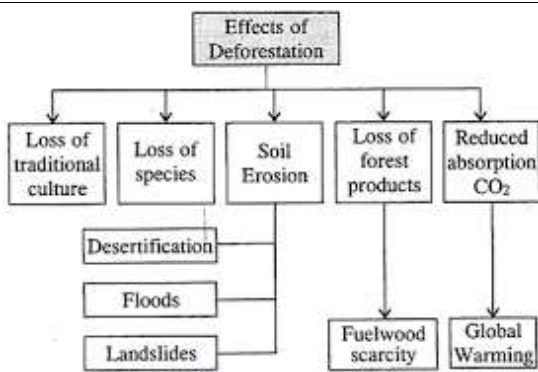 Effects of
Deforestation
Loss of
traditional
culture
Loss of
species
Soil
Erosion
Loss of
forest
products
Reduced
absorption
CO₂
Desertification
Floods
Landslides
Fuelwood
scarcity
Global
Warming